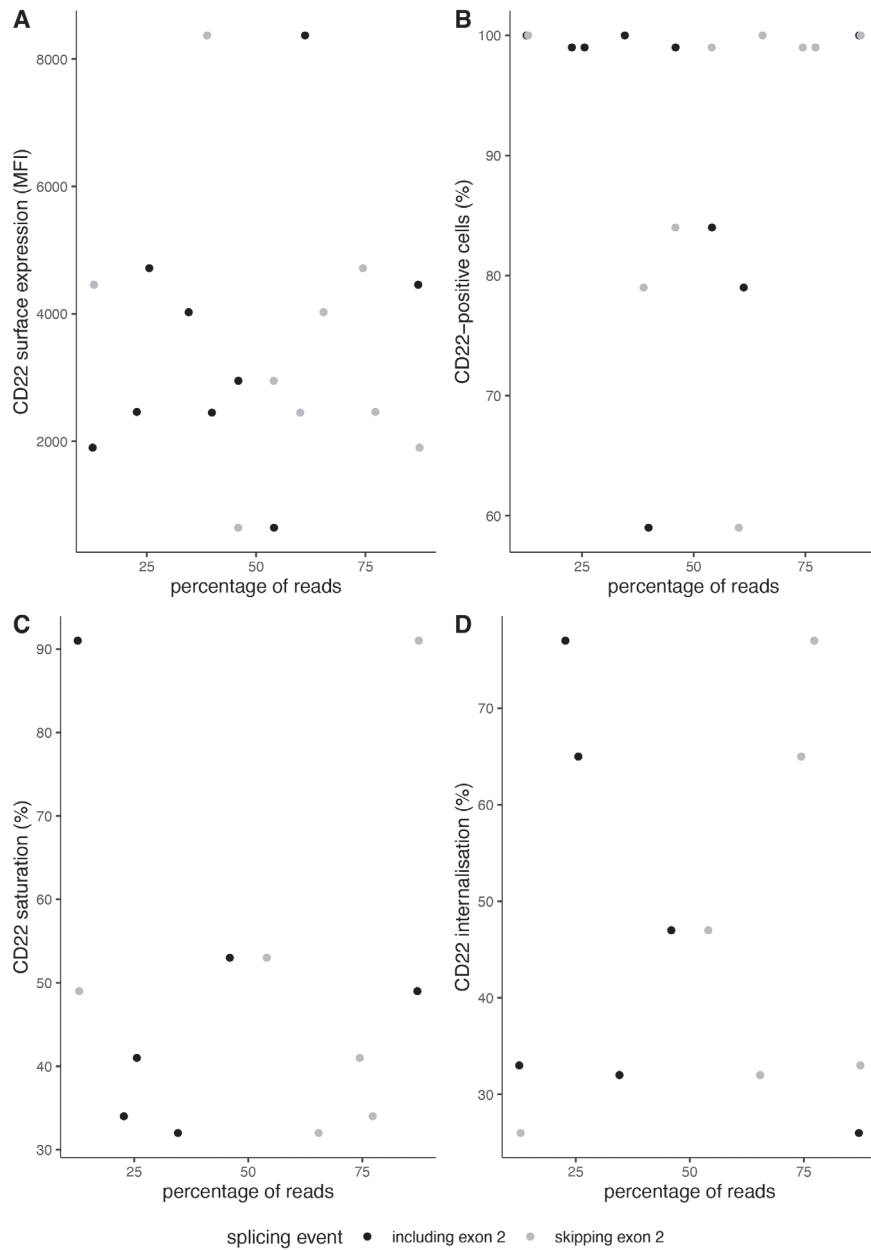 A
CD22 surface expression (MFI)
8000
6000
4000
2000
25 50 75
percentage of reads
B
CD22−positive cells (%)
100
90
80
70
60
25 50 75
percentage of reads
C
CD22 saturation (%)
90
80
70
60
50
40
30
25 50 75
percentage of reads
D
CD22 internalisation (%)
70
60
50
40
30
25 50 75
percentage of reads
splicing event including exon 2 skipping exon 2